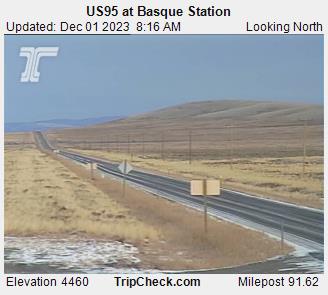 US95 at Basque Station
Updated: Dec 01 2023 8:16 AM Looking North
Elevation 4460 TripCheck.com Milepost 91.62